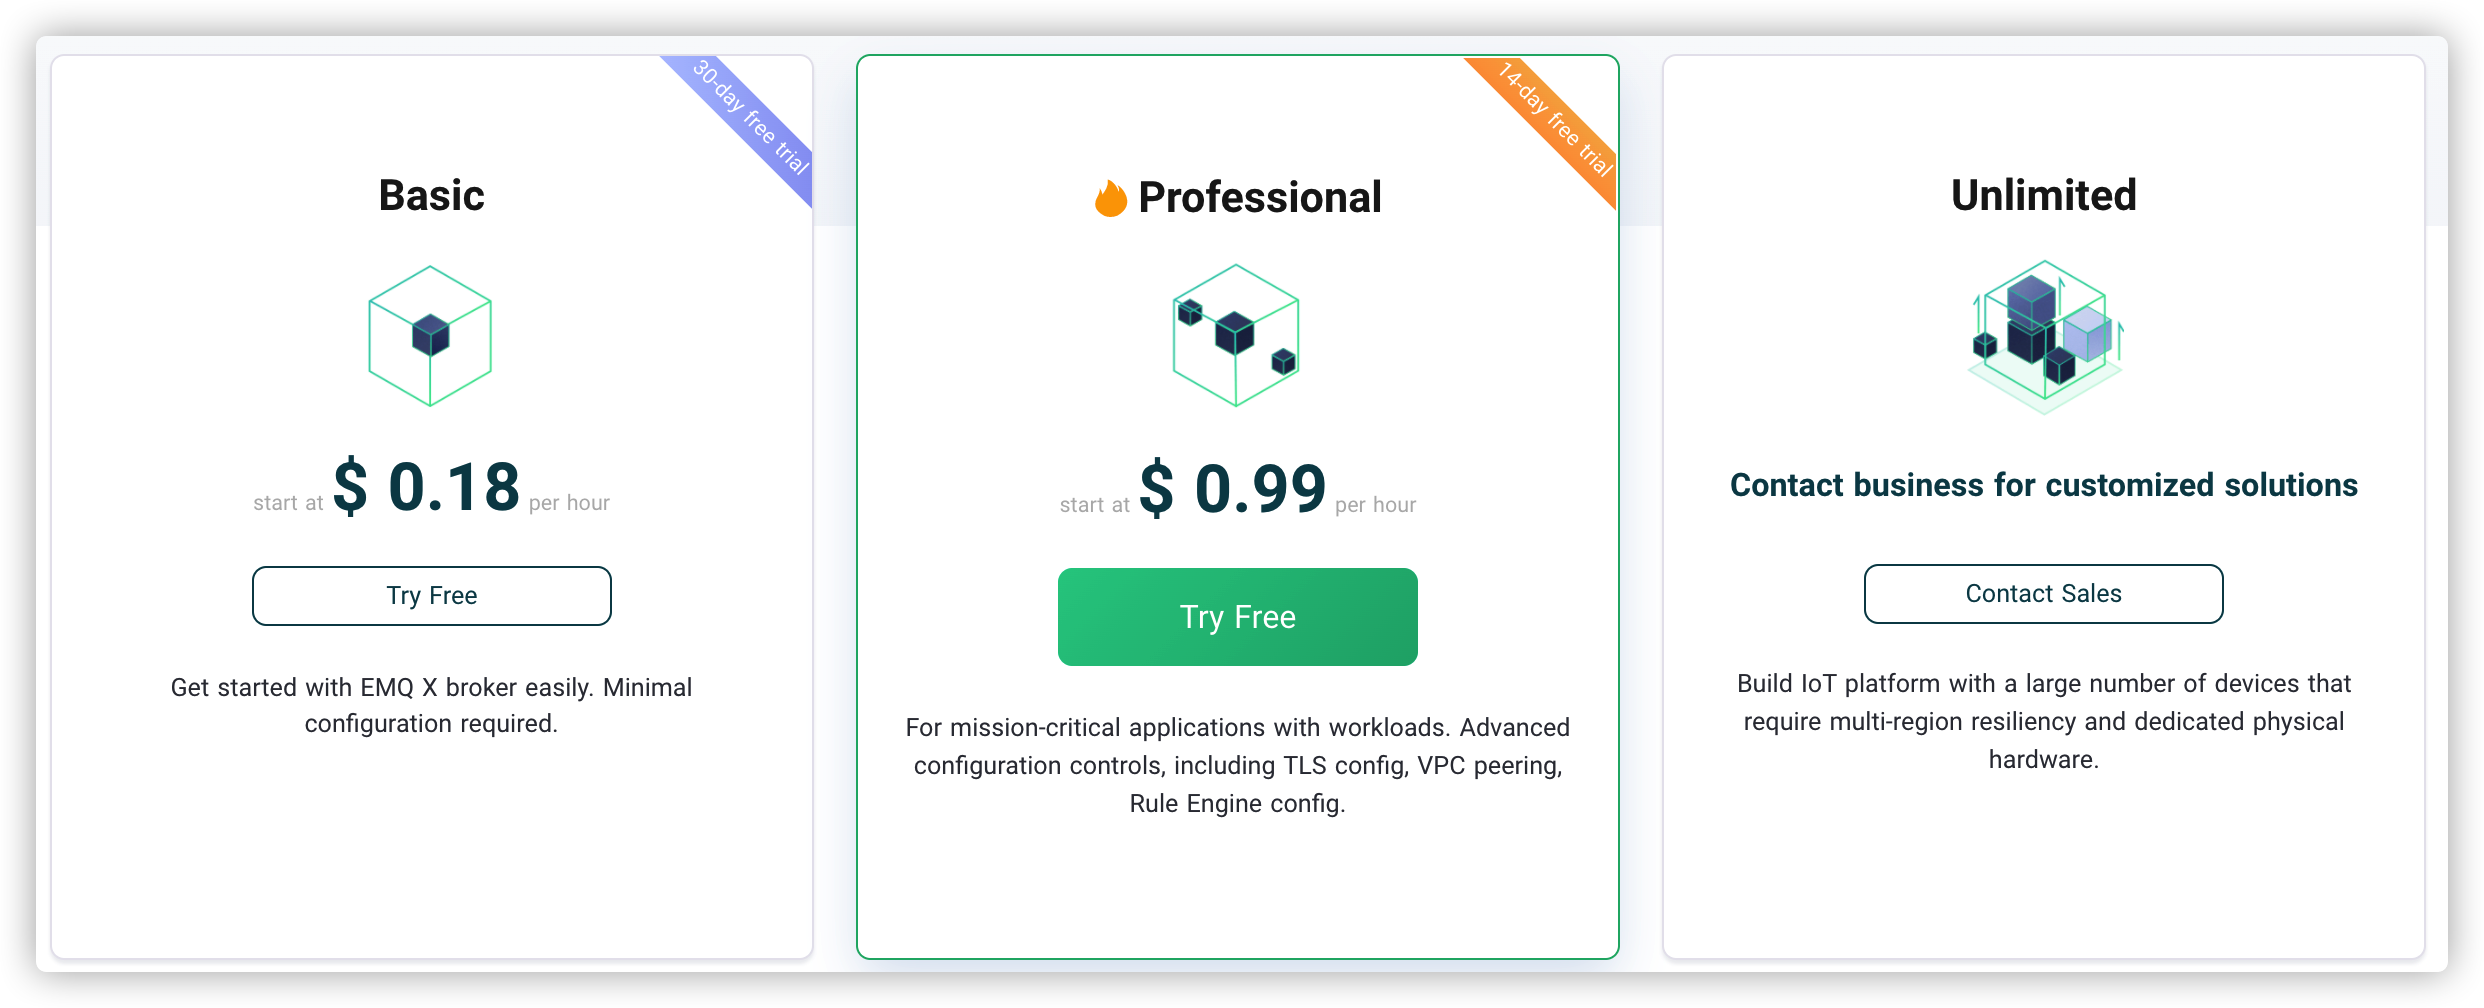 30-day free trial
Basic
start at $ 0.18 per hour
Try Free
Get started with EMQ X broker easily. Minimal
configuration required.
14-day free trial
Professional
start at $ 0.99 per hour
Try Free
For mission-critical applications with workloads. Advanced
configuration controls, including TLS config, VPC peering,
Rule Engine config.
Unlimited
Contact business for customized solutions
Contact Sales
Build IoT platform with a large number of devices that
require multi-region resiliency and dedicated physical
hardware.